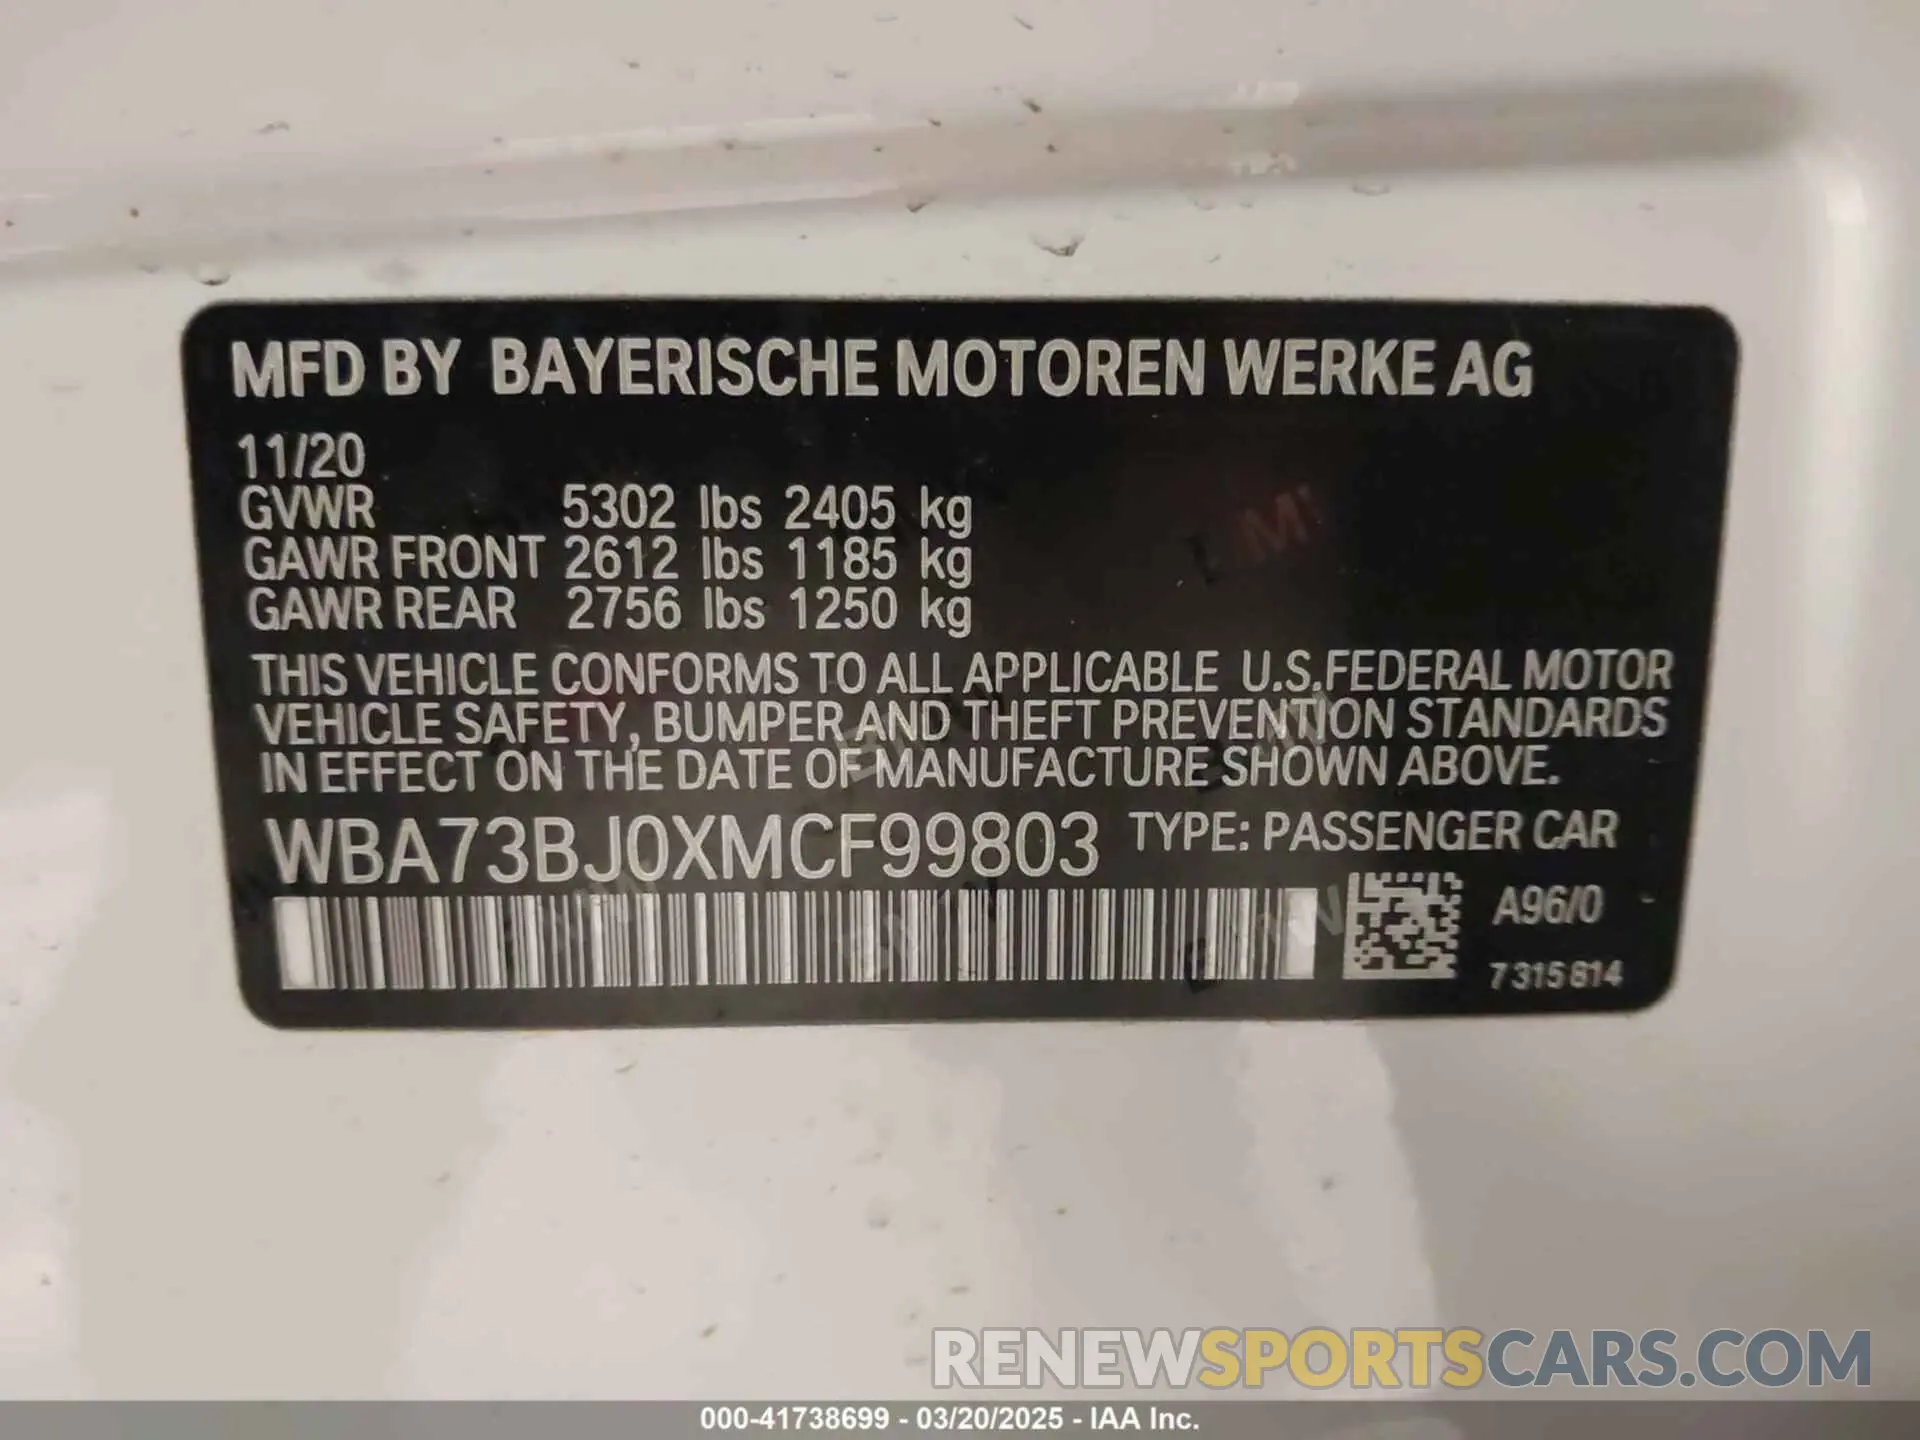 MFD BY BAYERISCHE MOTOREN WERKE AG
11/20
GVWR 5302 lbs 2405 kg
GAWR FRONT 2612 lbs 1185 kg
GAWR REAR 2756 lbs 1250 kg
THIS VEHICLE CONFORMS TO ALL APPLICABLE U.S.FEDERAL MOTOR
VEHICLE SAFETY, BUMPER AND THEFT PREVENTION STANDARDS
IN EFFECT ON THE DATE OF MANUFACTURE SHOWN ABOVE.
WBA73BJ0XMCF99803 TYPE: PASSENGER CAR
A96/0
7315814
RENEWSPORTSCARS.COM
000-41738699 - 03/20/2025 - IAA Inc.